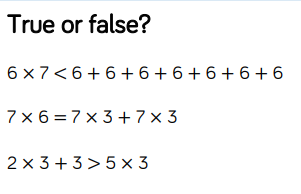 True or false?
6 × 7 < 6 + 6 + 6 + 6 + 6 + 6 + 6
7 × 6 = 7 × 3 + 7 × 3
2 × 3 + 3 > 5 × 3